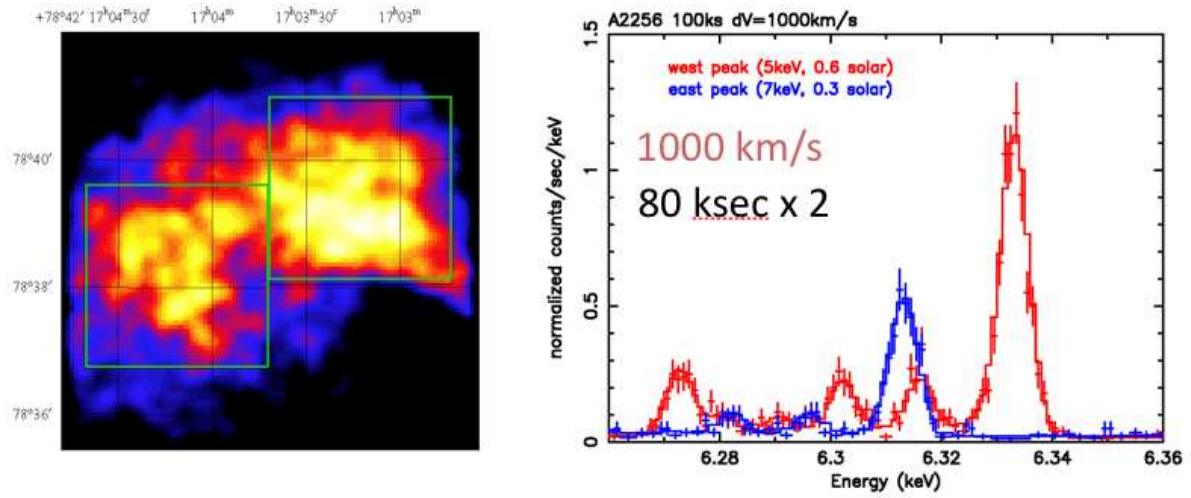 +78°42′ 17ʰ04ᵐ30ˢ 17ʰ04ᵐ 17ʰ03ᵐ30ˢ 17ʰ03ᵐ
78°40′
78°38′
78°36′
A2256 100ks dV=1000km/s
west peak (5keV, 0.6 solar)
east peak (7keV, 0.3 solar)
1000 km/s
80 ksec x 2
normalized counts/sec/keV
1.5
1
0.5
0
6.28 6.3 6.32 6.34 6.36
Energy (keV)